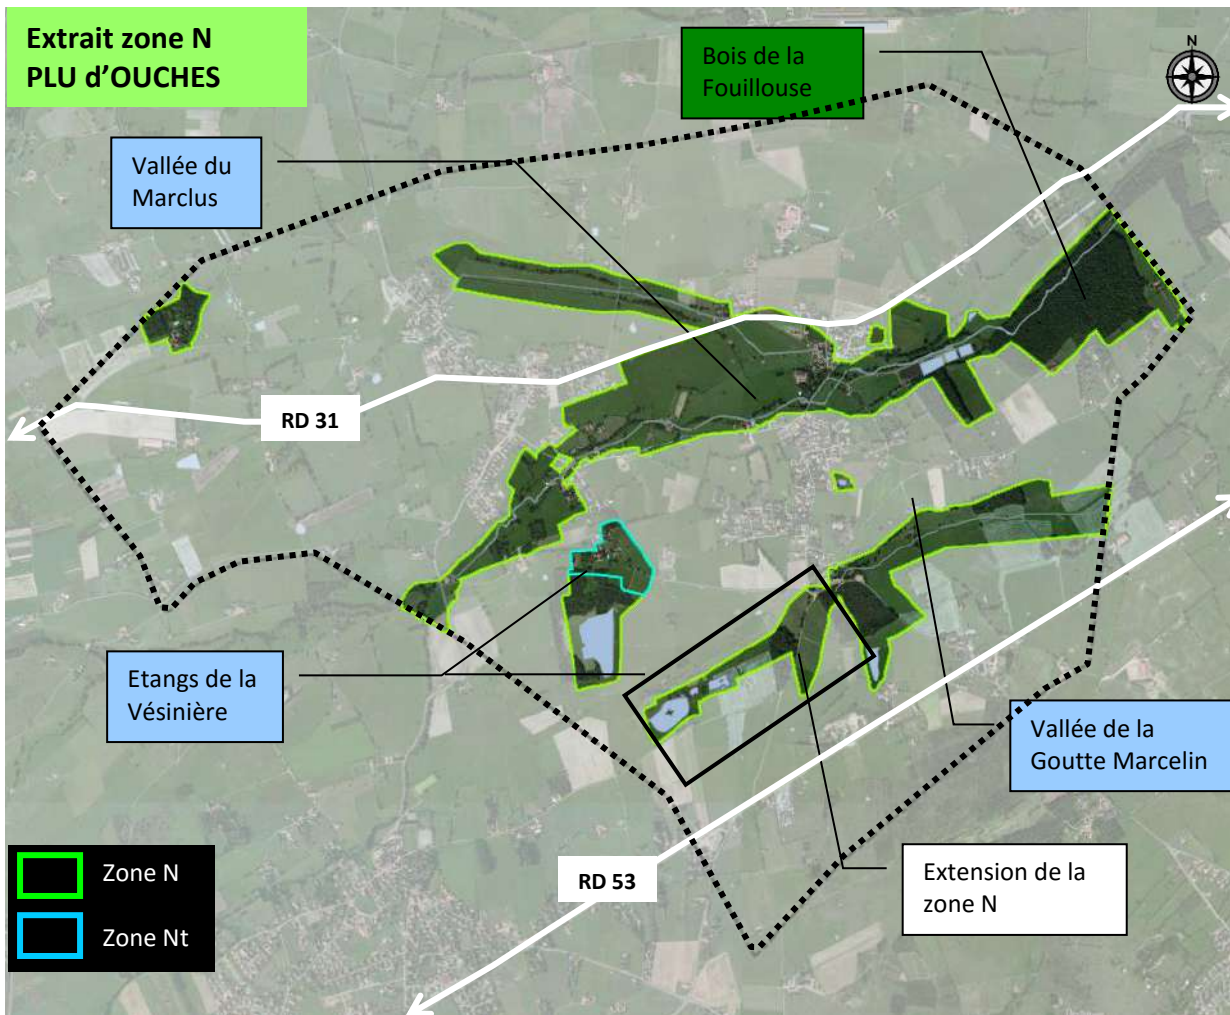 Extrait zone N
PLU d'OUCHES
Bois de la
Fouillouse
N
Vallée du
Marclus
RD 31
Etangs de la
Vésinière
Vallée de la
Goutte Marcelin
RD 53
Extension de la
zone N
Zone N
Zone Nt